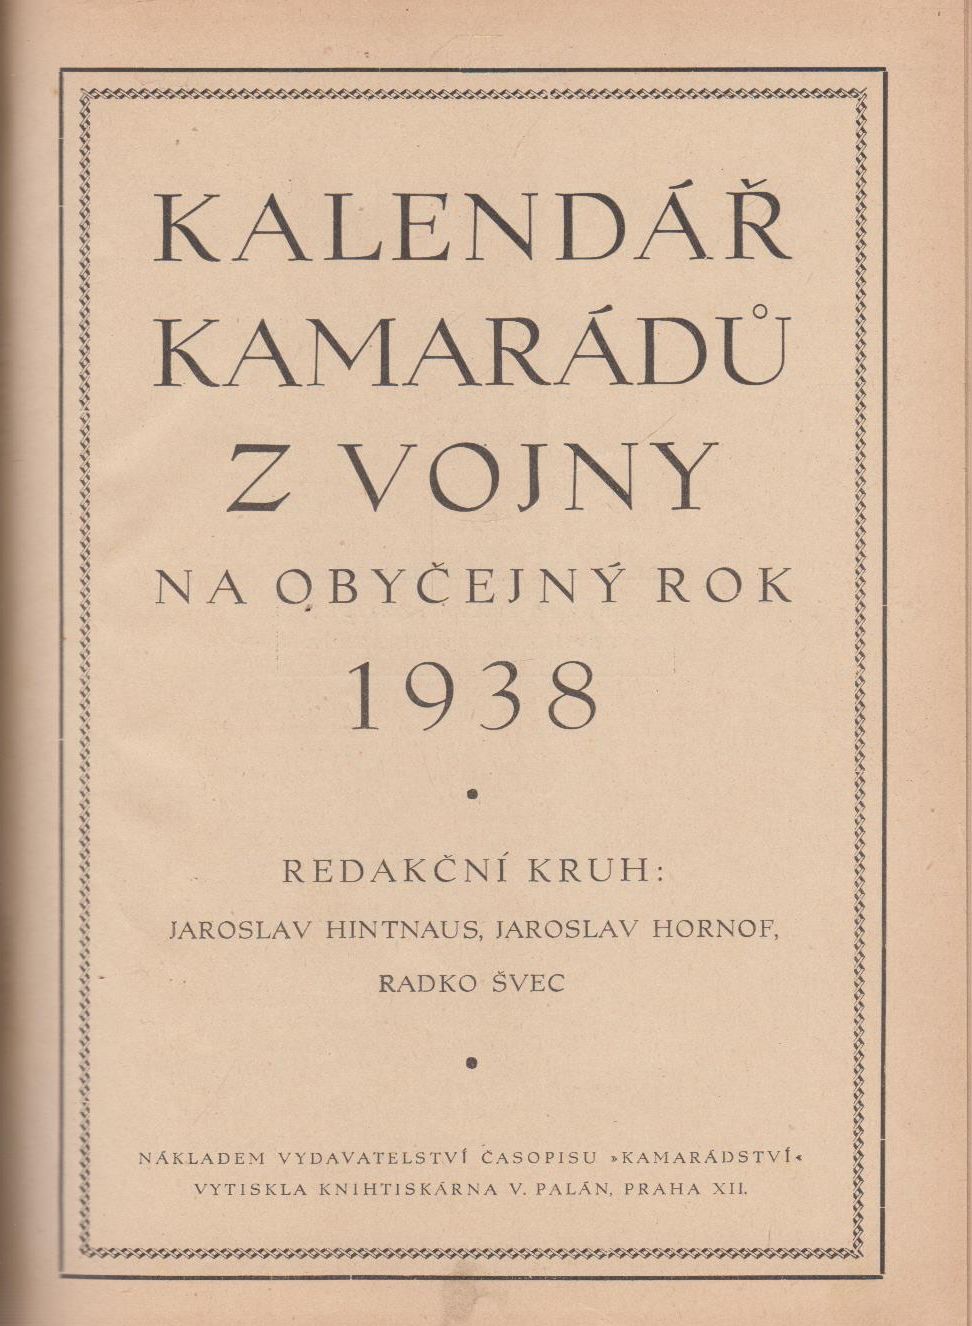 KALENDÁŘ
KAMARÁDŮ
Z VOJNY
NA OBYČEJNÝ ROK
1938
•
REDAKČNÍ KRUH:
JAROSLAV HINTNAUS, JAROSLAV HORNOF,
RADKO ŠVEC
•
NÁKLADEM VYDAVATELSTVÍ ČASOPISU »KAMARÁDSTVÍ«
VYTISKLA KNIHTISKÁRNA V. PALÁN, PRAHA XII.